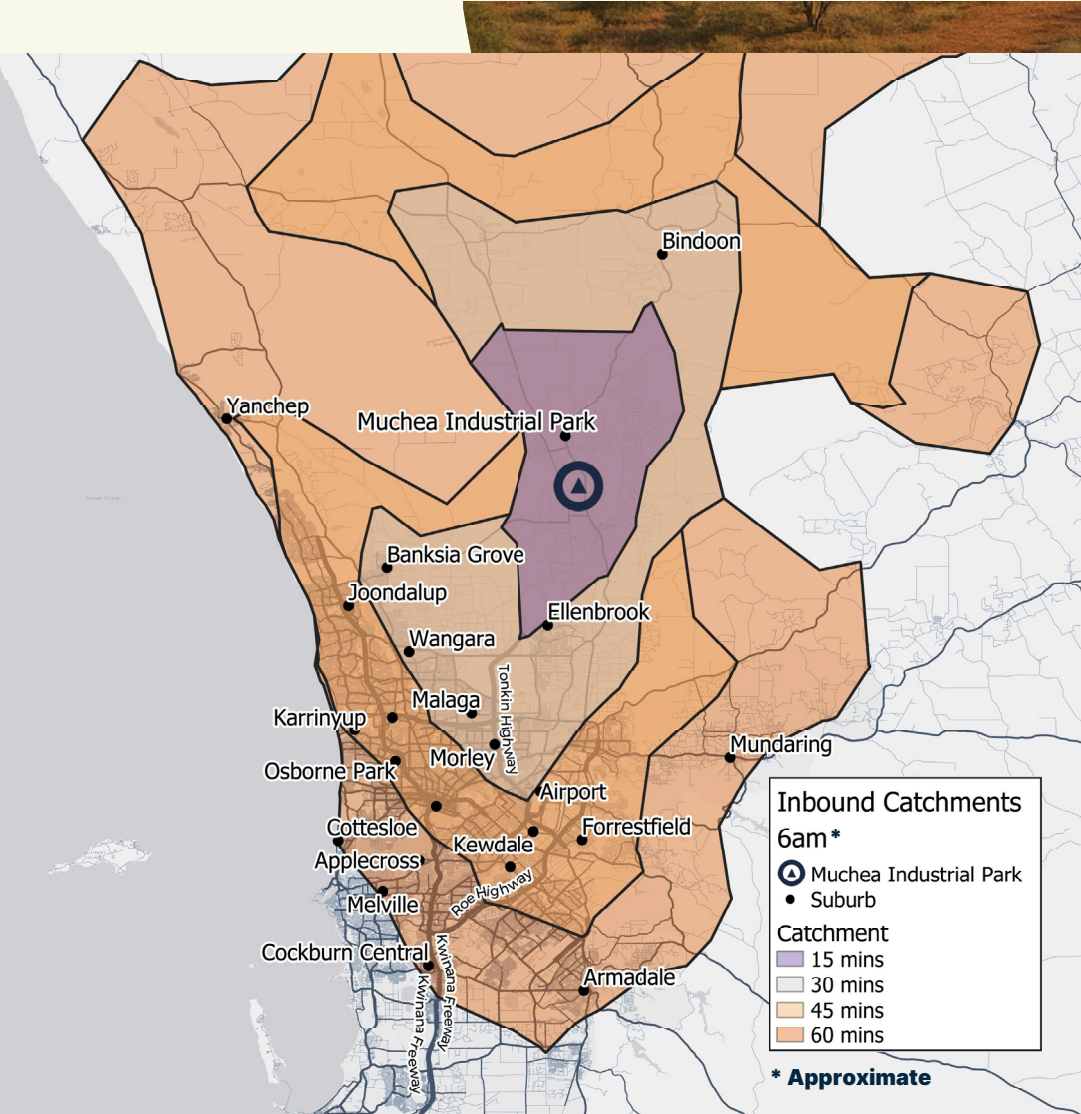 Bindoon
Yanchep
Muchea Industrial Park
Banksia Grove
Joondalup
Ellenbrook
Wangara
Tonkin Highway
Malaga
Karrinyup
Morley
Mundaring
Osborne Park
Airport
Cottesloe
Kewdale
Forrestfield
Applecross
Roe Highway
Melville
Cockburn Central
Kwinana Freeway
Kwinana Freeway
Armadale
Inbound Catchments
6am*
Muchea Industrial Park
Suburb
Catchment
15 mins
30 mins
45 mins
60 mins
* Approximate